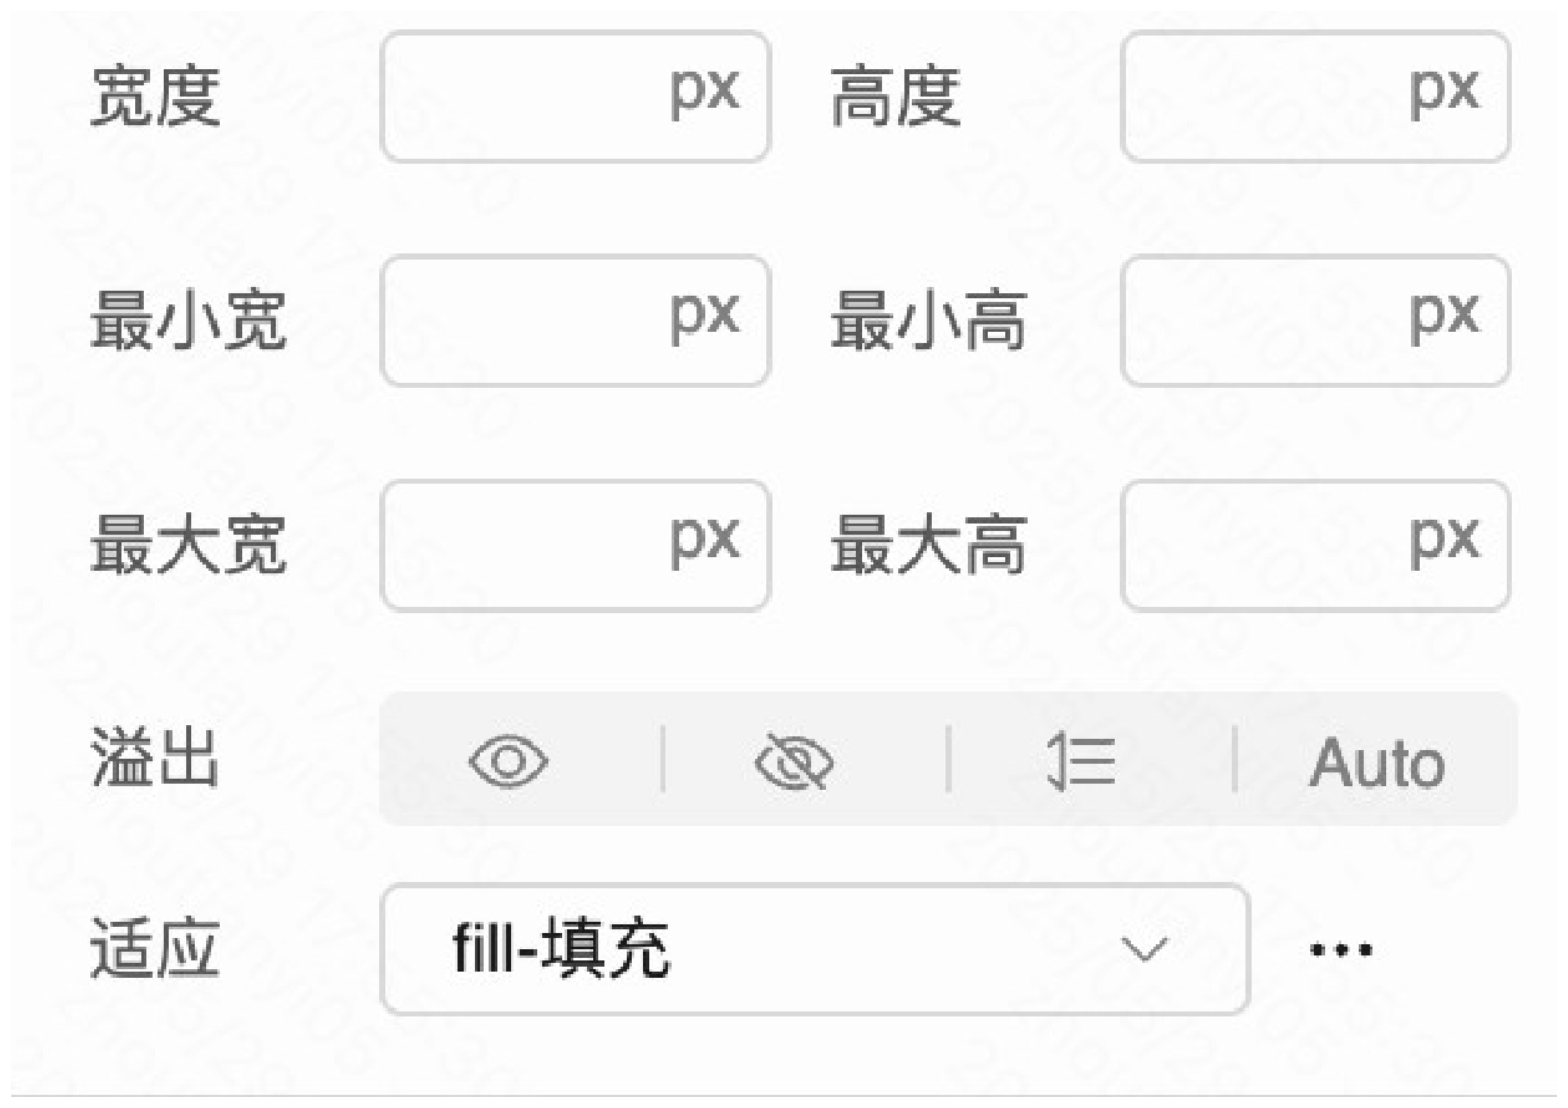 宽度 px 高度 px
最小宽 px 最小高 px
最大宽 px 最大高 px
溢出 Auto
适应 fill-填充 ...